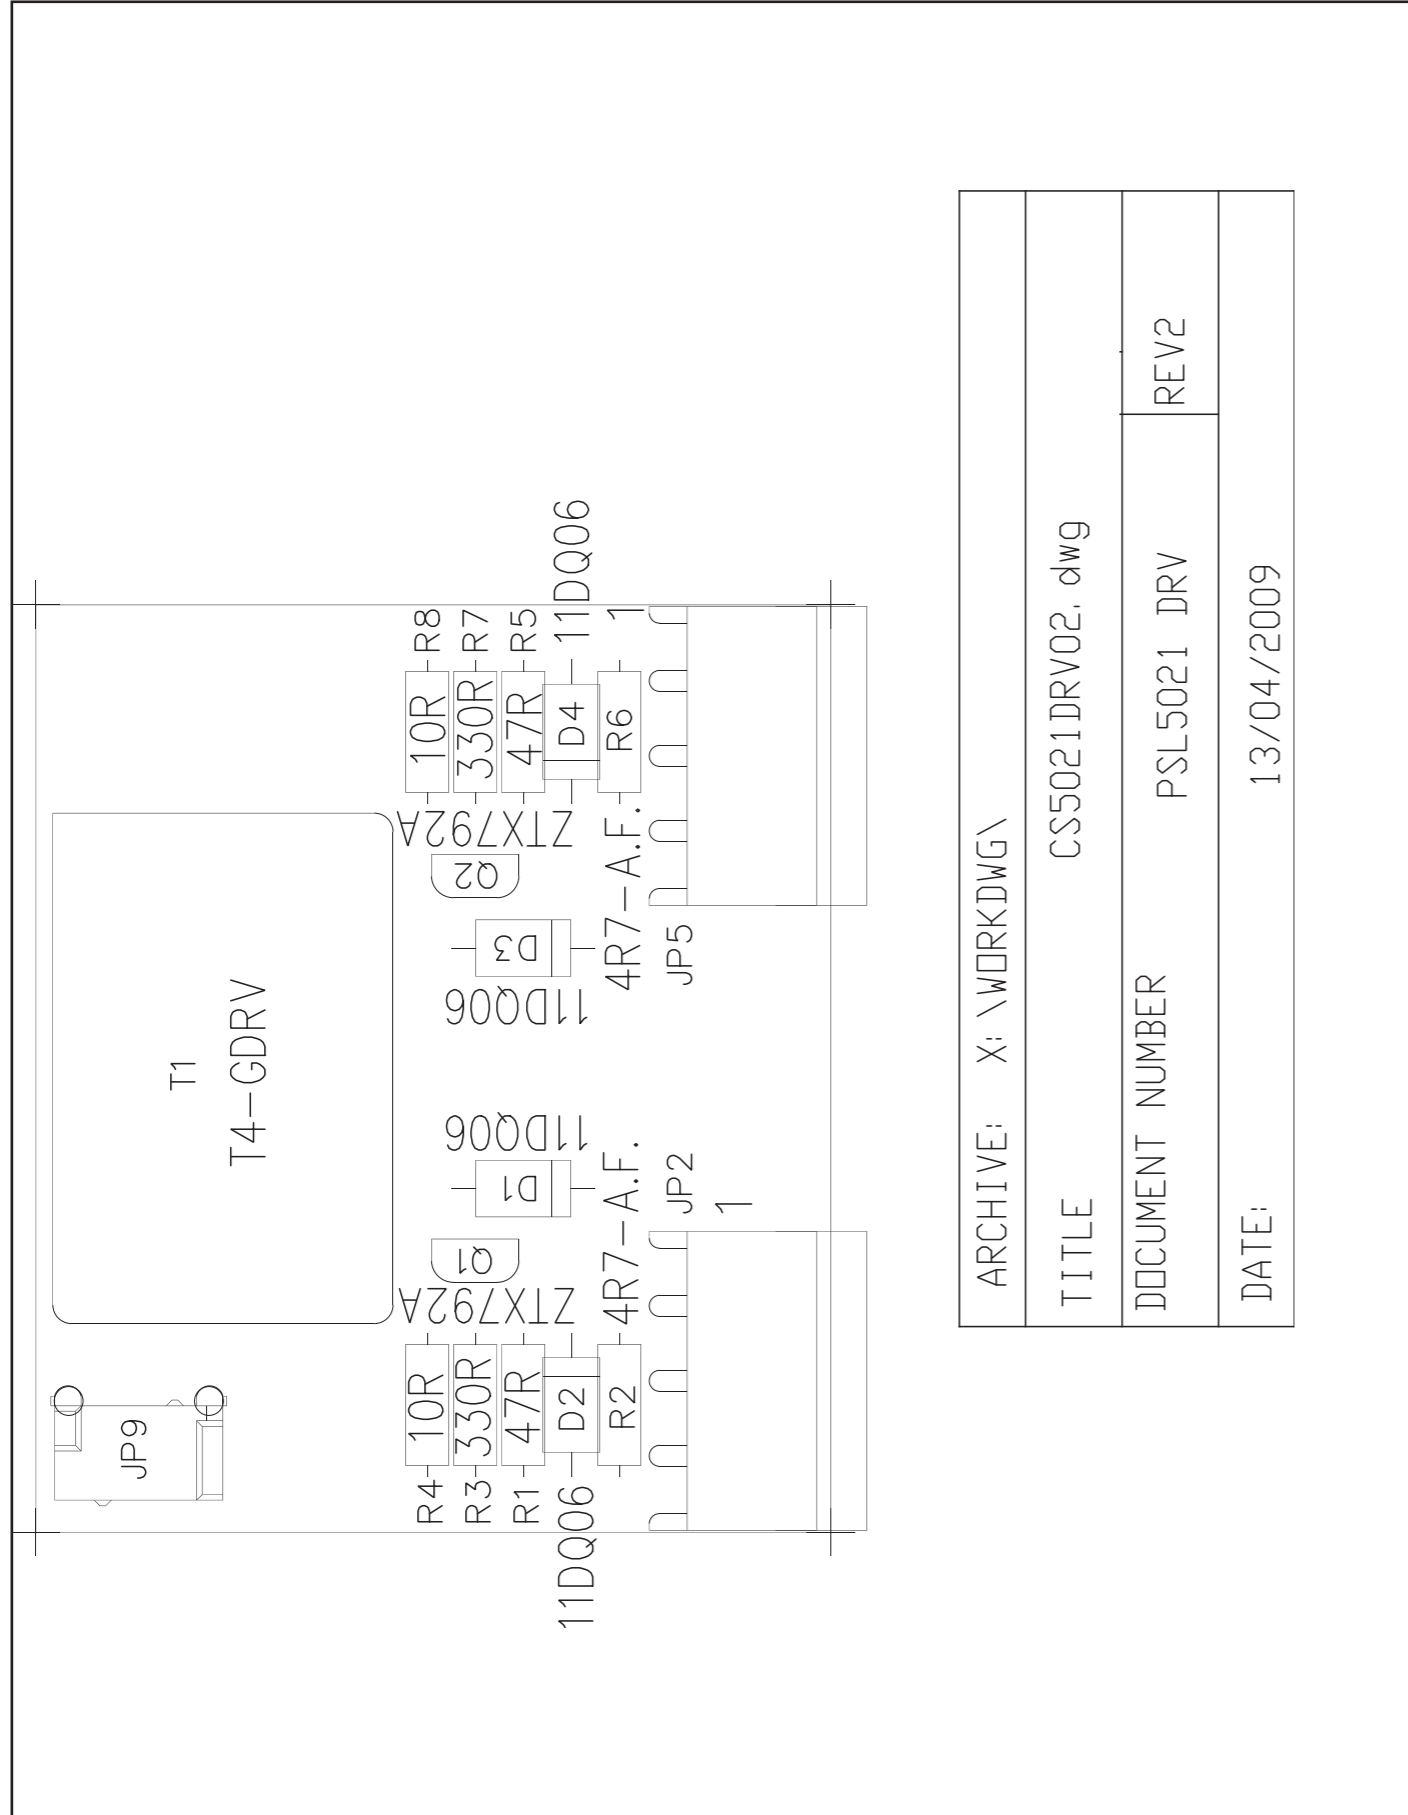 JP9
T1
T4-GDRV
R4
10R
R3
330R
R1
47R
11DQ06
D2
R2
ZTX792A
Q1
D1
11DQ06
4R7-A.F.
JP2
1
11DQ06
D3
4R7-A.F.
JP5
Q2
ZTX792A
10R
R8
330R
R7
47R
R5
D4
11DQ06
R6
1
ARCHIVE: X:\WORKDWG\
TITLE CS5021DRV02.dwg
DOCUMENT NUMBER PSL5021 DRV REV2
DATE: 13/04/2009